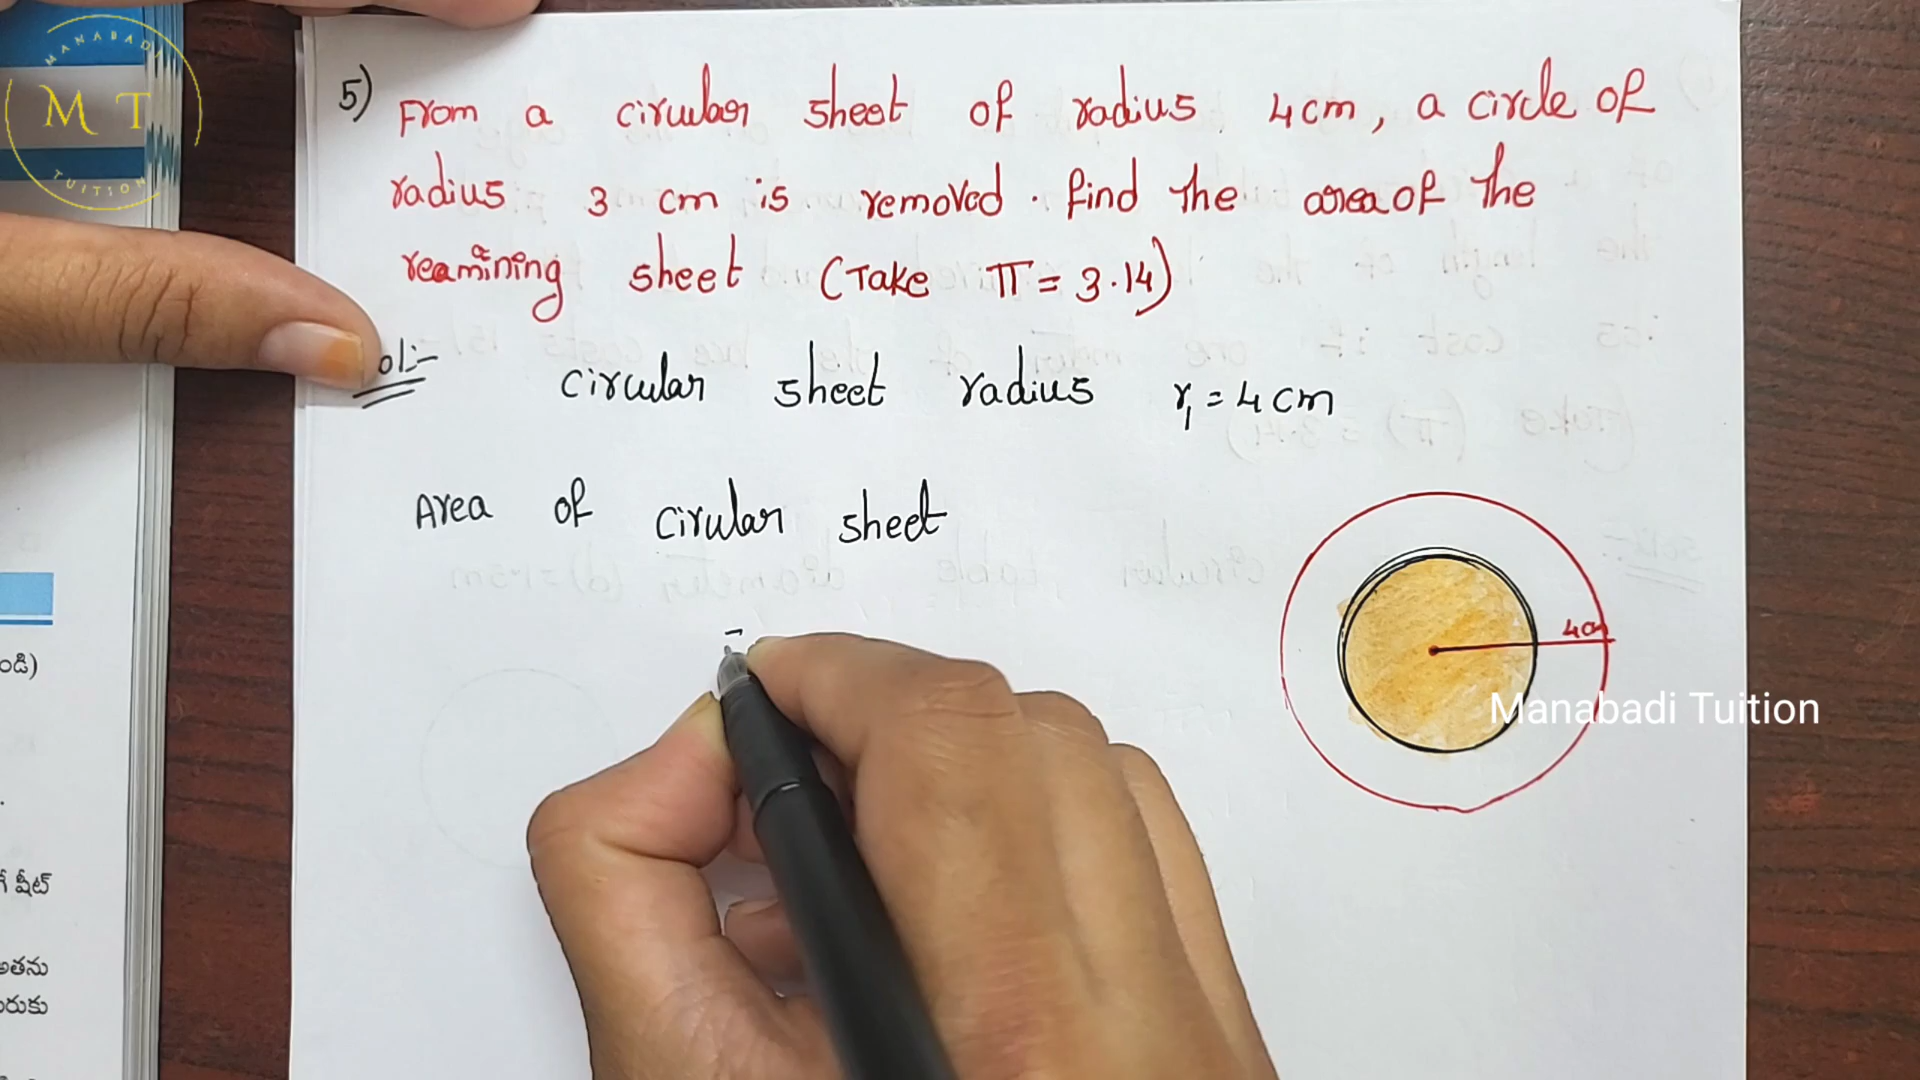 MANABADI
M T
TUITION
5) From a cirular sheet of radius 4cm, a circle of
radius 3 cm is removed. find the area of the
reamining sheet (Take π = 3.14)
ol:-
circular sheet radius r₁ = 4cm
Area of cirular sheet
4cm
Manabadi Tuition
ండి)
షీట్
అతను
రుకు